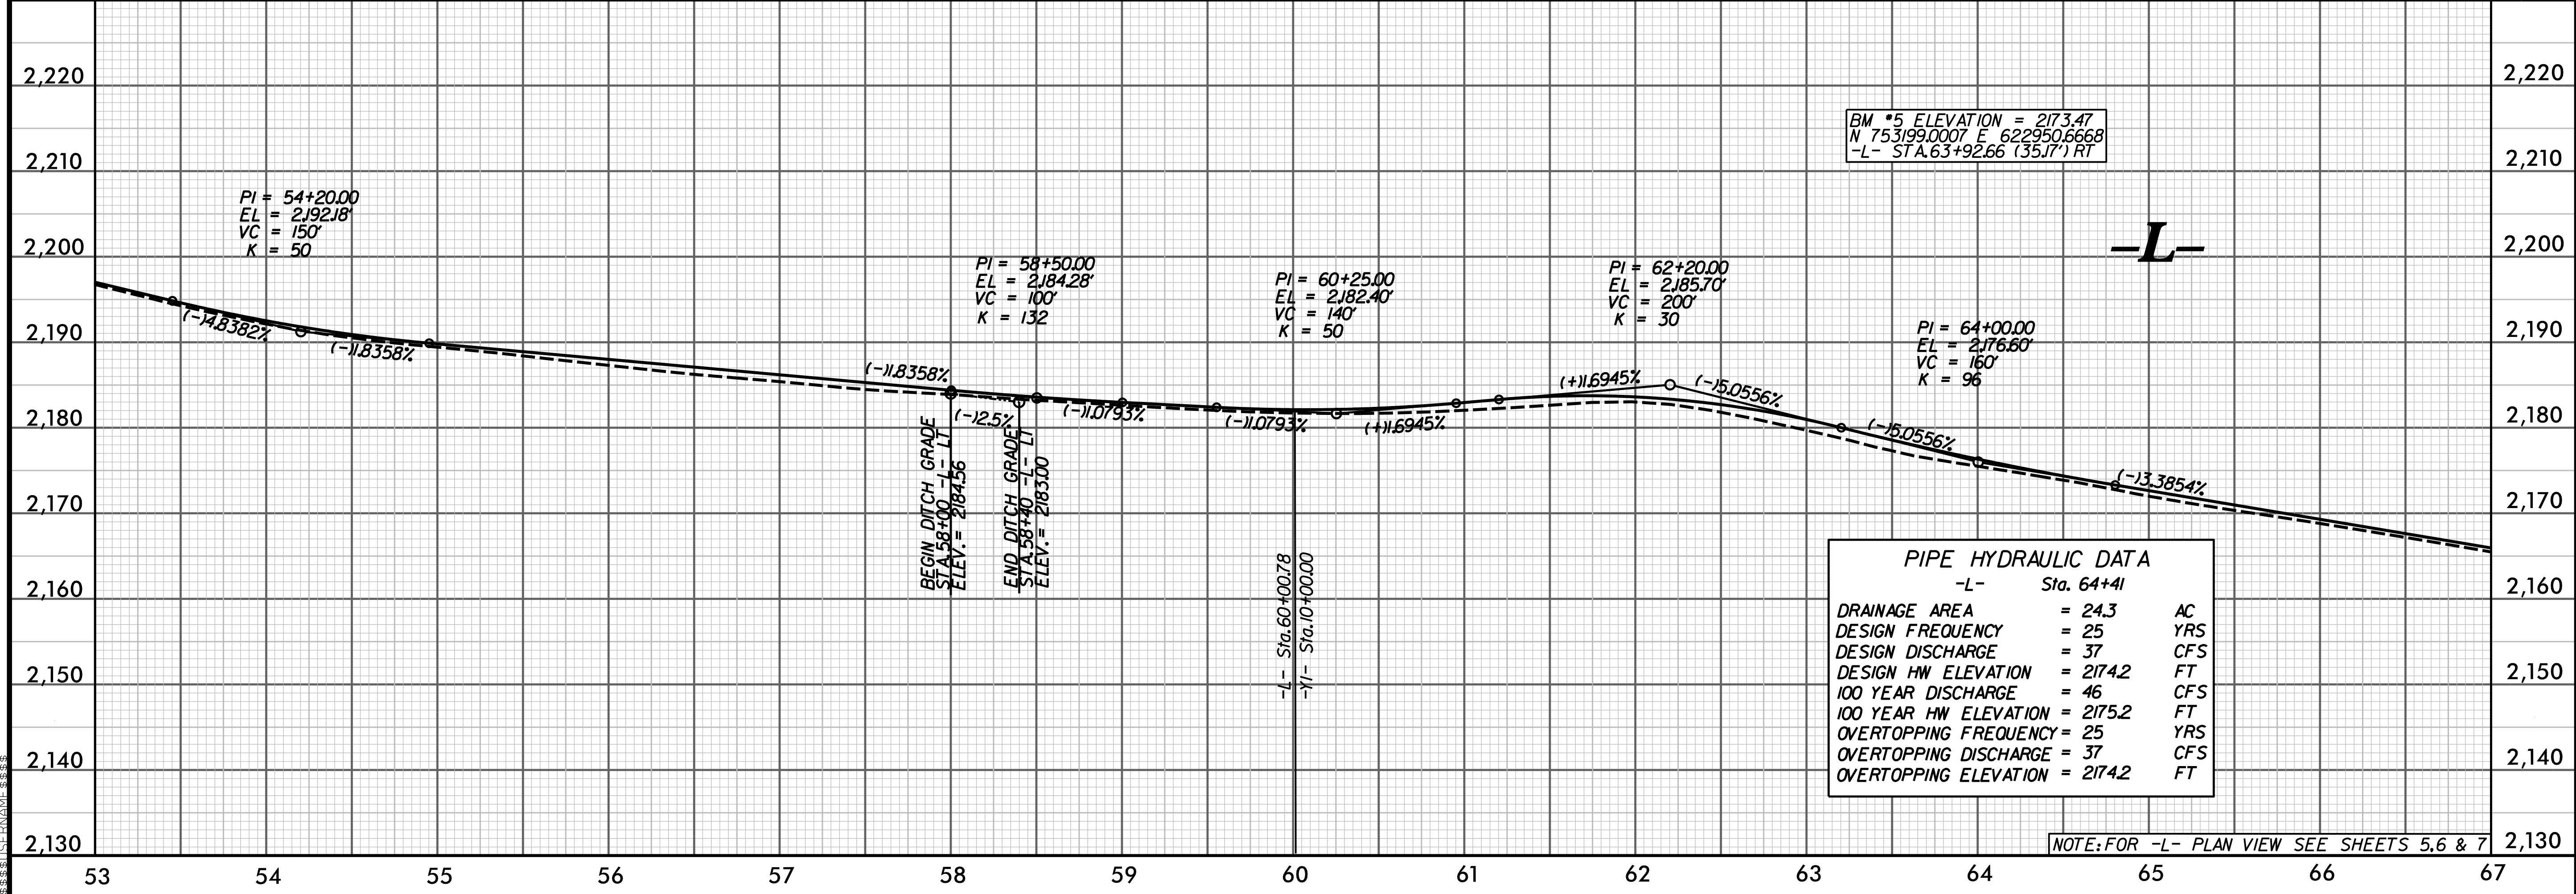 2,220
2,210
2,200
2,190
2,180
2,170
2,160
2,150
2,140
2,130
2,220
2,210
2,200
2,190
2,180
2,170
2,160
2,150
2,140
2,130
BM #5 ELEVATION = 2173.47
N 753199.0007 E 622950.6668
-L- STA.63+92.66 (35.17') RT
-L-
PI = 54+20.00
EL = 2,192.18'
VC = 150'
K = 50
PI = 58+50.00
EL = 2,184.28'
VC = 100'
K = 132
PI = 60+25.00
EL = 2,182.40'
VC = 140'
K = 50
PI = 62+20.00
EL = 2,185.70'
VC = 200'
K = 30
PI = 64+00.00
EL = 2,176.60'
VC = 160'
K = 96
(-)4.8382%
(-)1.8358%
(-)1.8358%
(-)2.5%
(-)1.0793%
(-)1.0793%
(+)1.6945%
(+)1.6945%
(-)5.0556%
(-)5.0556%
(-)3.3854%
BEGIN DITCH GRADE
STA.58+00 -L- LT
ELEV.= 2184.56
END DITCH GRADE
STA.58+40 -L- LT
ELEV.= 2183.00
-L- Sta.60+00.78
-Y1- Sta.10+00.00
PIPE HYDRAULIC DATA
-L- Sta. 64+41
DRAINAGE AREA = 24.3 AC
DESIGN FREQUENCY = 25 YRS
DESIGN DISCHARGE = 37 CFS
DESIGN HW ELEVATION = 2174.2 FT
100 YEAR DISCHARGE = 46 CFS
100 YEAR HW ELEVATION = 2175.2 FT
OVERTOPPING FREQUENCY = 25 YRS
OVERTOPPING DISCHARGE = 37 CFS
OVERTOPPING ELEVATION = 2174.2 FT
NOTE: FOR -L- PLAN VIEW SEE SHEETS 5,6 & 7
53 54 55 56 57 58 59 60 61 62 63 64 65 66 67